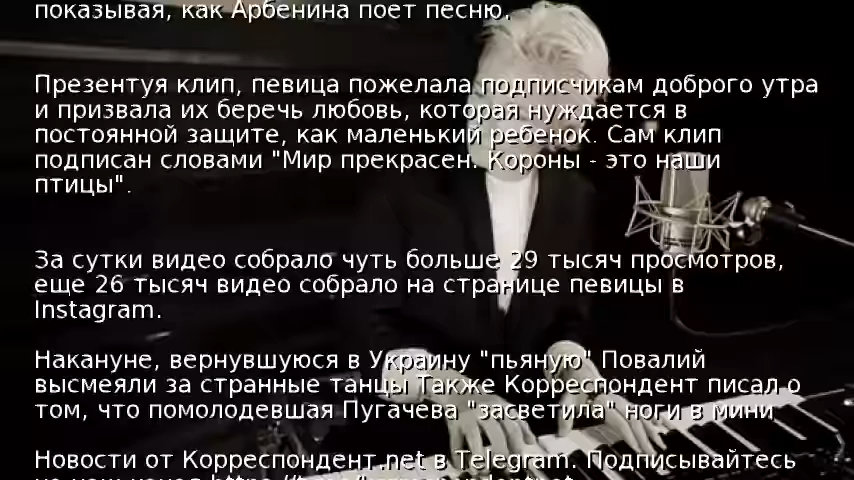 показывая, как Арбенина поет песню.
Презентуя клип, певица пожелала подписчикам доброго утра
и призвала их беречь любовь, которая нуждается в
постоянной защите, как маленький ребенок. Сам клип
подписан словами "Мир прекрасен. Короны - это наши
птицы".
За сутки видео собрало чуть больше 29 тысяч просмотров,
еще 26 тысяч видео собрало на странице певицы в
Instagram.
Накануне, вернувшуюся в Украину "пьяную" Повалий
высмеяли за странные танцы Также Корреспондент писал о
том, что помолодевшая Пугачева "засветила" ноги в мини
Новости от Корреспондент.net в Telegram. Подписывайтесь
на наш канал